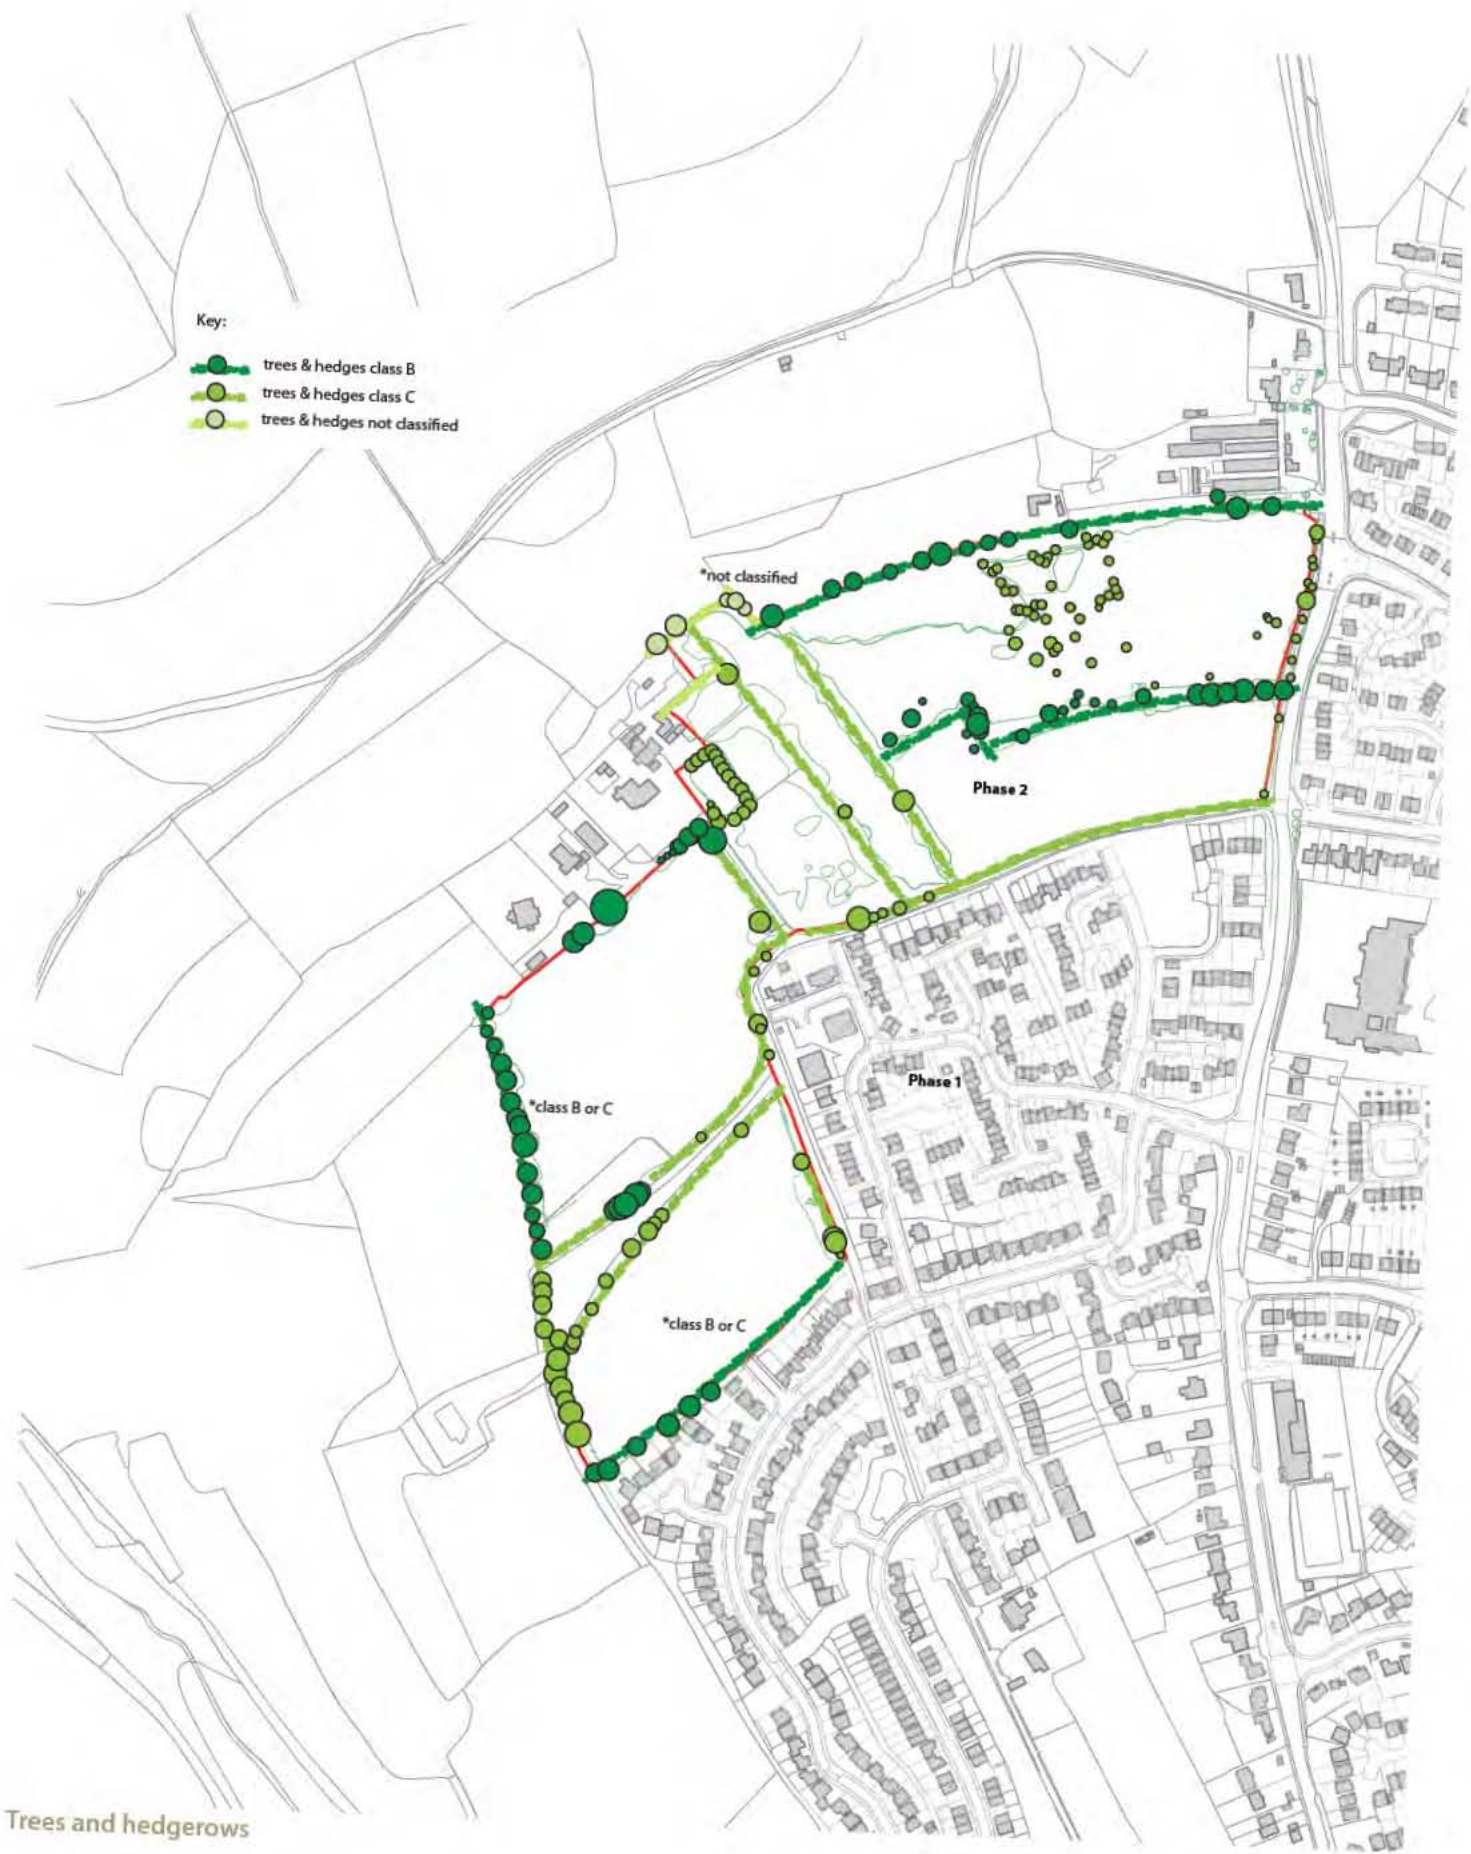 Key:
trees & hedges class B
trees & hedges class C
trees & hedges not classified
*not classified
Phase 2
Phase 1
*class B or C
*class B or C
Trees and hedgerows